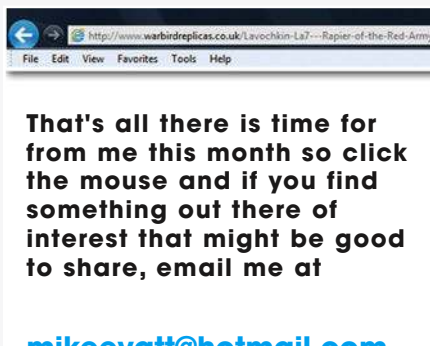 http://www.warbirdreplicas.co.uk/Lavochkin-La7---Rapier-of-the-Red-Army
File Edit View Favorites Tools Help
That's all there is time for
from me this month so click
the mouse and if you find
something out there of
interest that might be good
to share, email me at